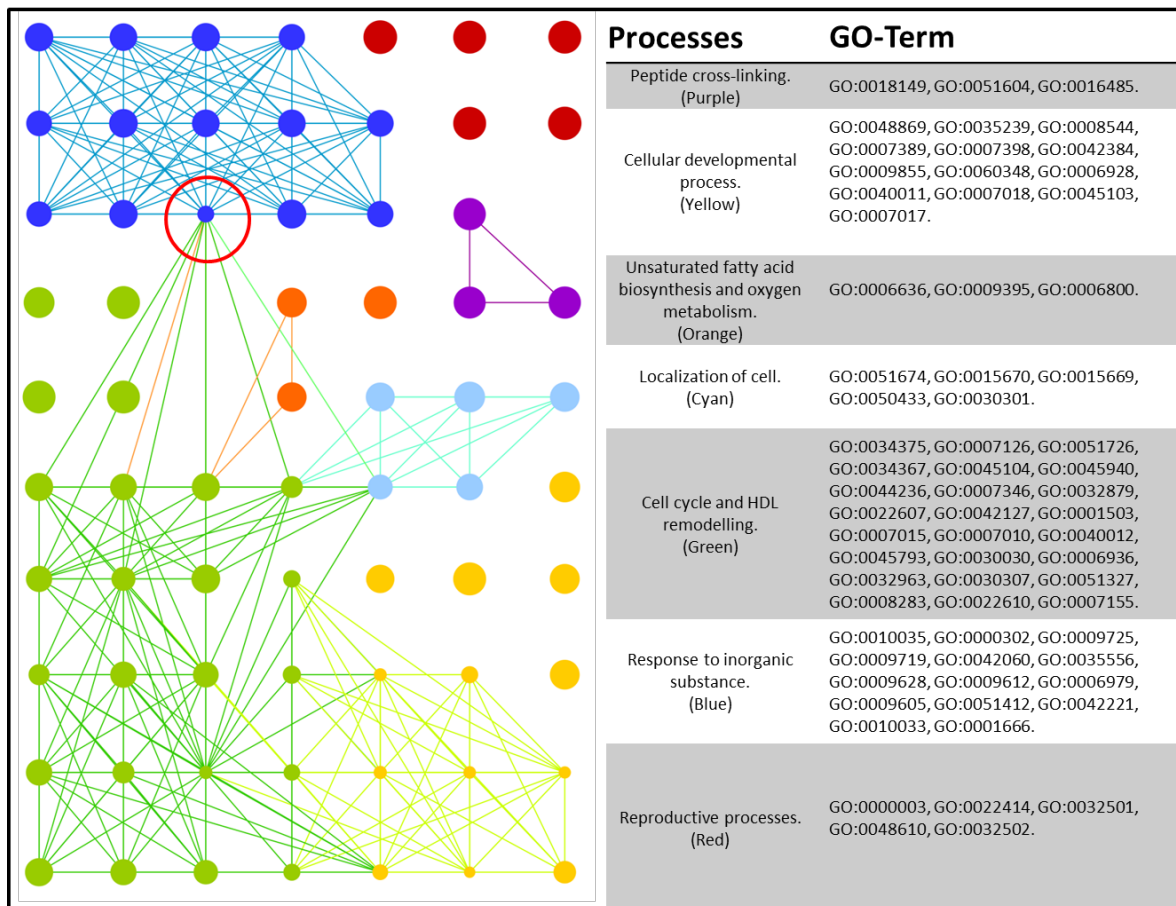 Processes GO-Term
Peptide cross-linking.
(Purple)
GO:0018149, GO:0051604, GO:0016485.
Cellular developmental
process.
(Yellow)
GO:0048869, GO:0035239, GO:0008544,
GO:0007389, GO:0007398, GO:0042384,
GO:0009855, GO:0060348, GO:0006928,
GO:0040011, GO:0007018, GO:0045103,
GO:0007017.
Unsaturated fatty acid
biosynthesis and oxygen
metabolism.
(Orange)
GO:0006636, GO:0009395, GO:0006800.
Localization of cell.
(Cyan)
GO:0051674, GO:0015670, GO:0015669,
GO:0050433, GO:0030301.
Cell cycle and HDL
remodelling.
(Green)
GO:0034375, GO:0007126, GO:0051726,
GO:0034367, GO:0045104, GO:0045940,
GO:0044236, GO:0007346, GO:0032879,
GO:0022607, GO:0042127, GO:0001503,
GO:0007015, GO:0007010, GO:0040012,
GO:0045793, GO:0030030, GO:0006936,
GO:0032963, GO:0030307, GO:0051327,
GO:0008283, GO:0022610, GO:0007155.
Response to inorganic
substance.
(Blue)
GO:0010035, GO:0000302, GO:0009725,
GO:0009719, GO:0042060, GO:0035556,
GO:0009628, GO:0009612, GO:0006979,
GO:0009605, GO:0051412, GO:0042221,
GO:0010033, GO:0001666.
Reproductive processes.
(Red)
GO:0000003, GO:0022414, GO:0032501,
GO:0048610, GO:0032502.